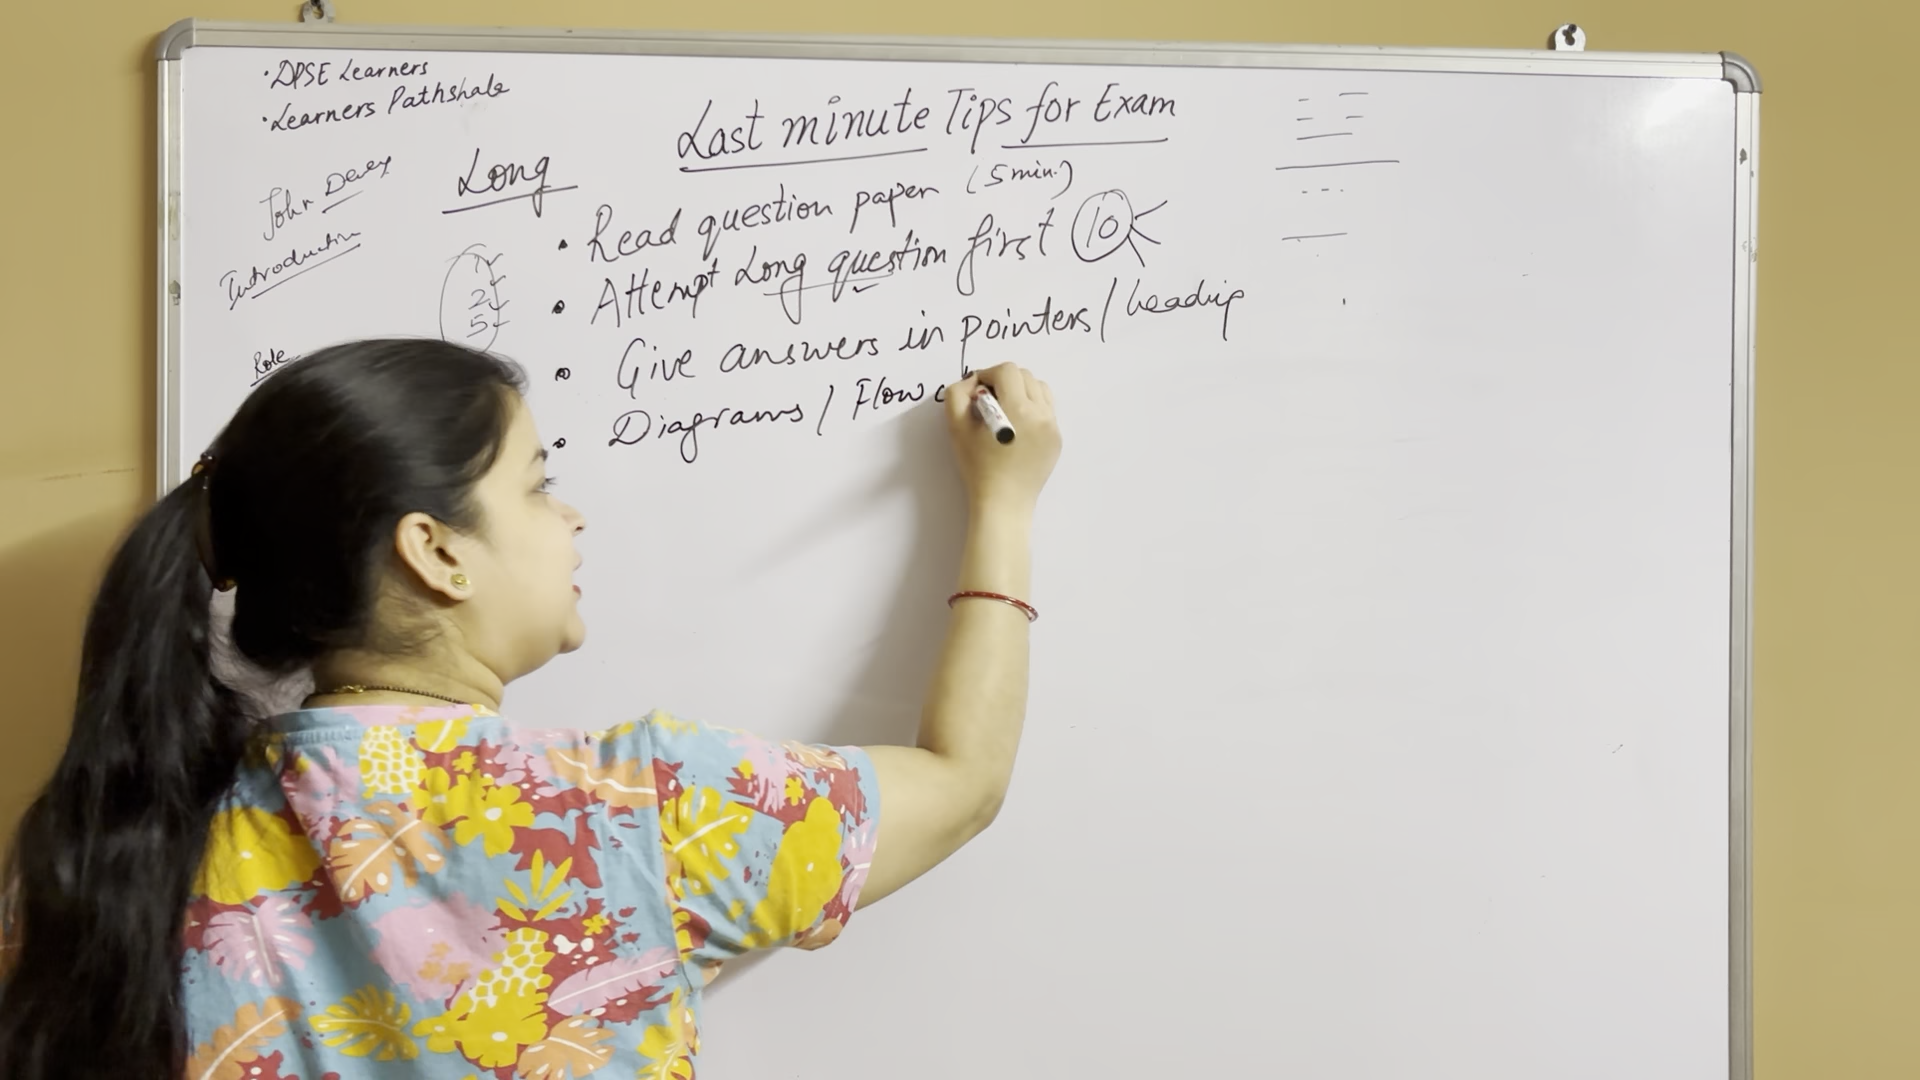 · DPSE Learners
· Learners Pathshala
Last minute Tips for Exam
Long
John Dewey
Introduction
Role
1
2
5
• Read question paper (5 min.)
• Attempt Long question first 10
• Give answers in pointers / heading
• Diagrams / Flow c